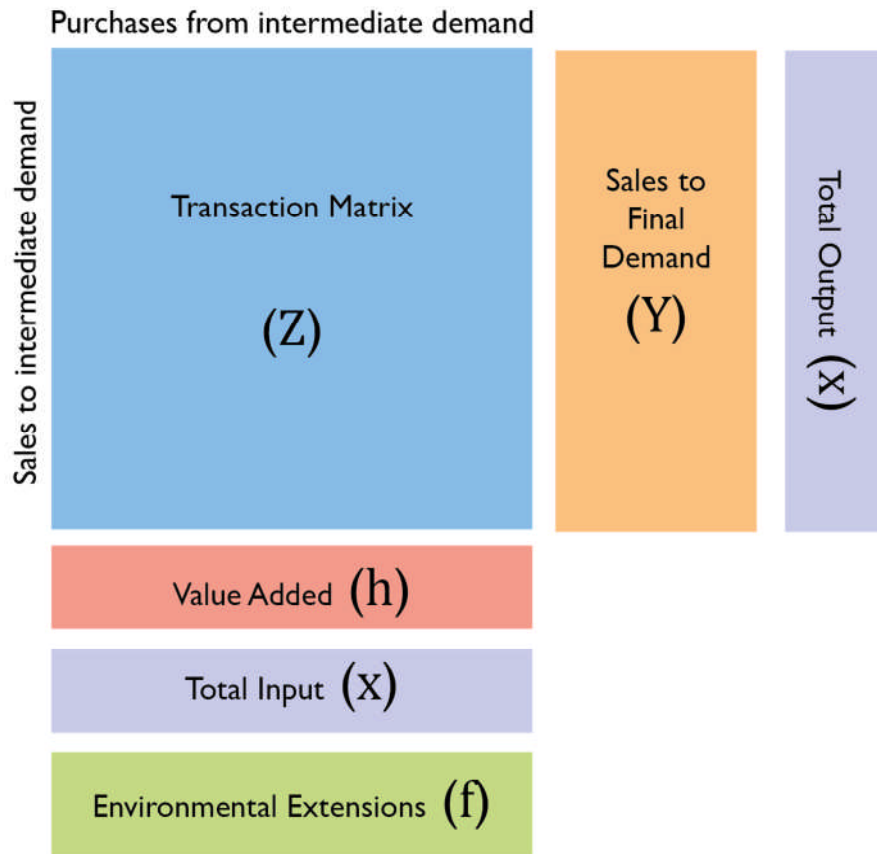 Purchases from intermediate demand
Sales to intermediate demand
Transaction Matrix
(Z)
Sales to
Final
Demand
(Y)
Total Output (x)
Value Added (h)
Total Input (x)
Environmental Extensions (f)